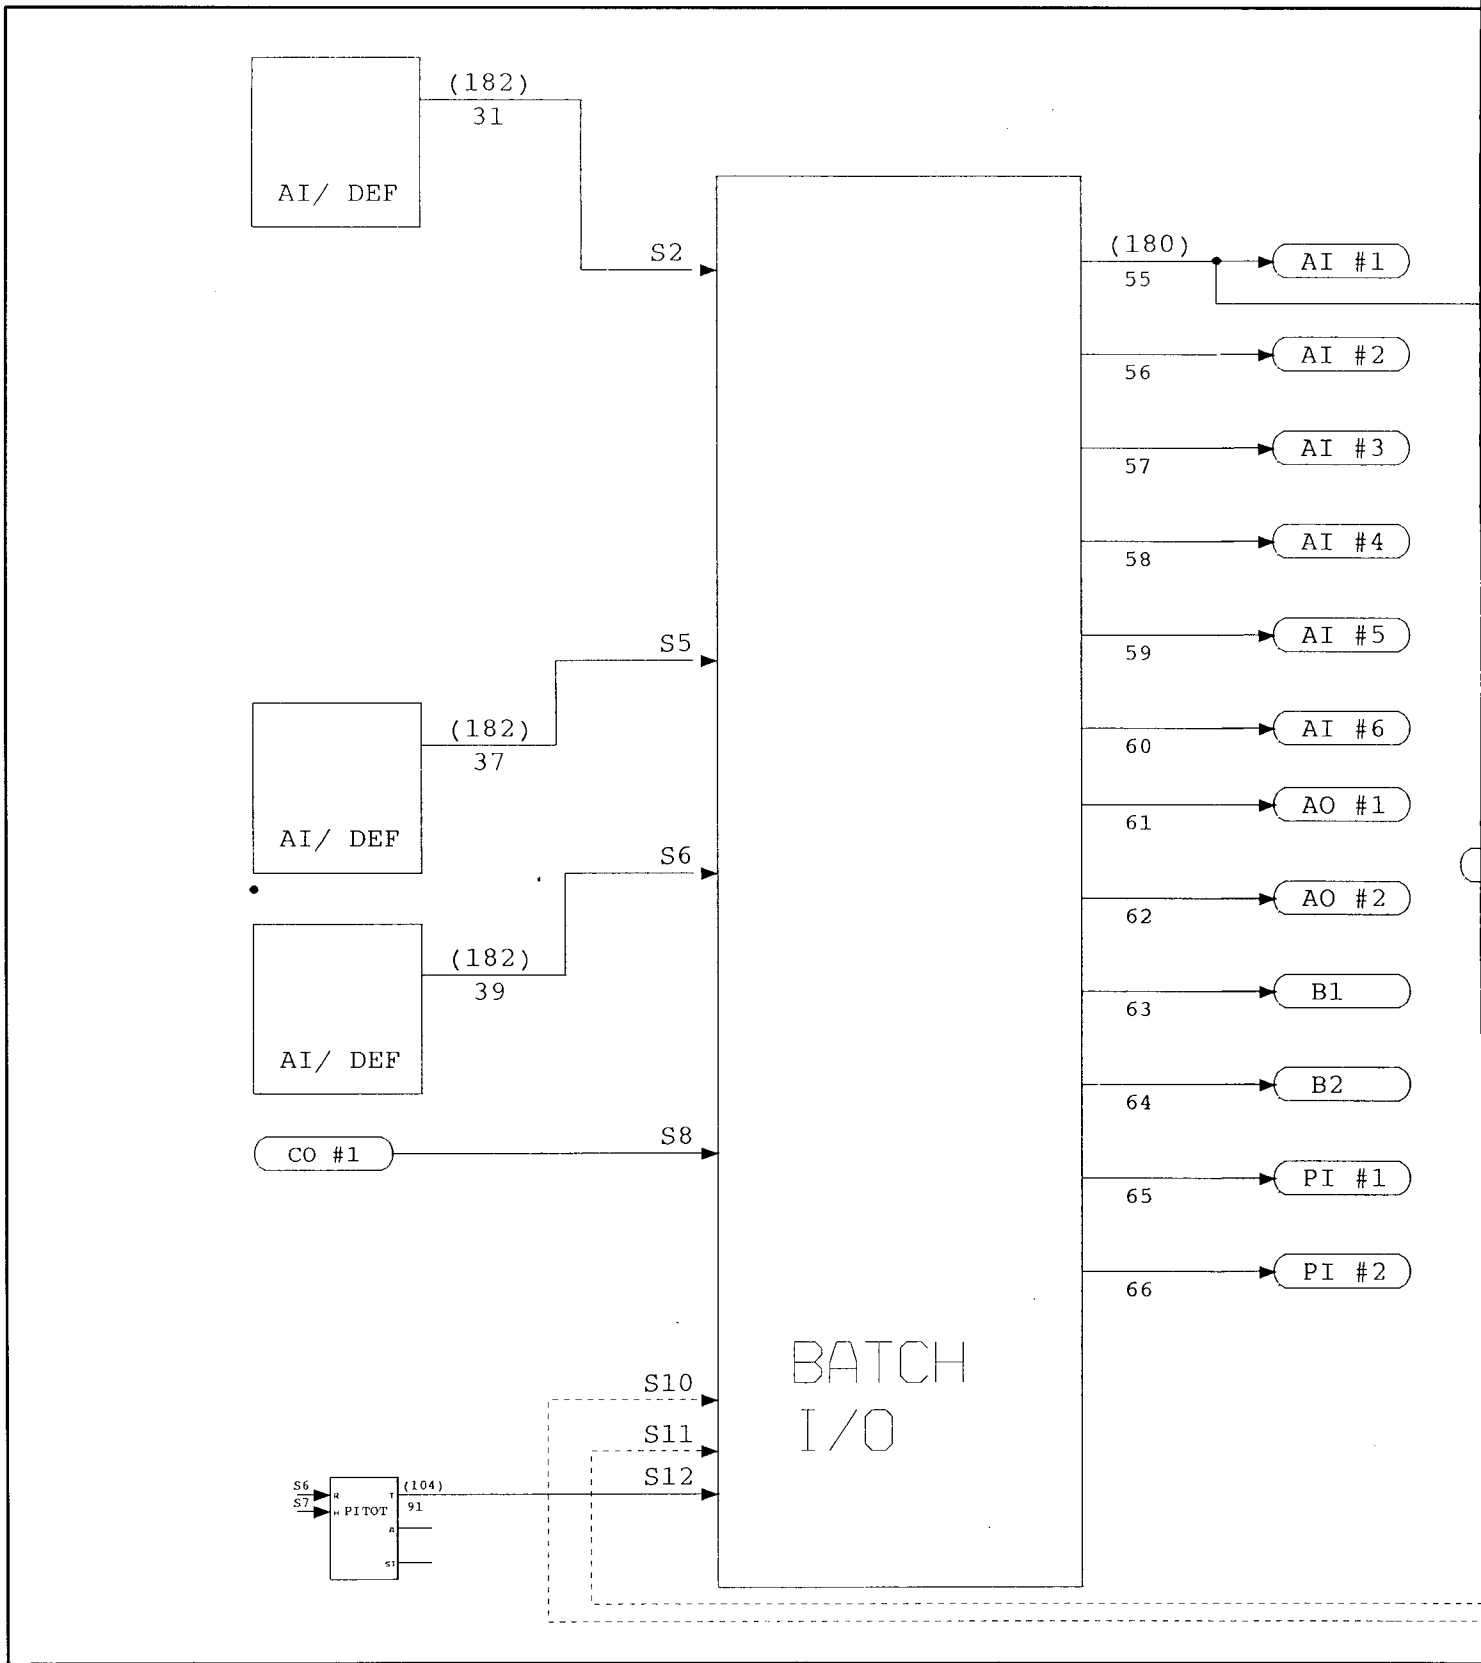 (182)
31
AI/ DEF
S2
(180)
55
AI #1
56
AI #2
57
AI #3
58
AI #4
S5
59
AI #5
(182)
37
60
AI #6
AI/ DEF
61
AO #1
S6
62
AO #2
(182)
39
63
B1
AI/ DEF
64
B2
CO #1
S8
65
PI #1
66
PI #2
BATCH
I/O
S10
S11
S12
S6
S7
R
H
PITOT
T
A
ST
(104)
91